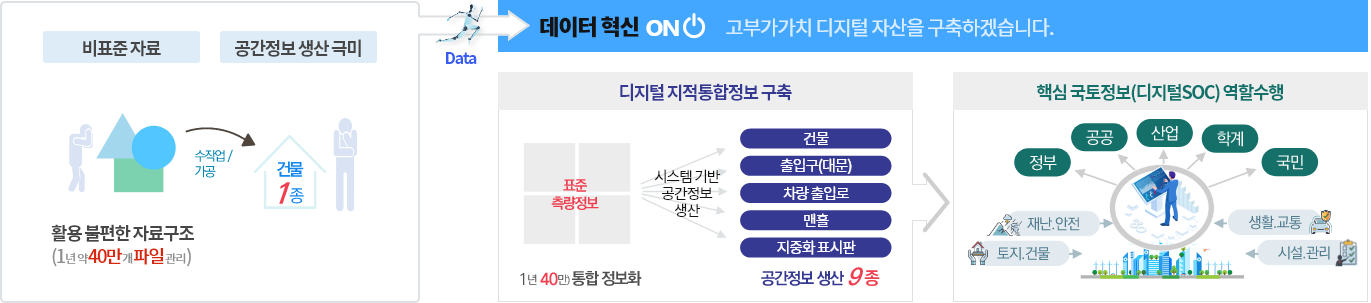 비표준 자료
공간정보 생산 극미
수작업 /
가공
건물
1종
활용 불편한 자료구조
(1년 약 40만개 파일 관리)
Data
데이터 혁신 ON
고부가가치 디지털 자산을 구축하겠습니다.
디지털 지적통합정보 구축
표준
측량정보
시스템 기반
공간정보
생산
건물
출입구(대문)
차량 출입로
맨홀
지중화 표시판
1년 40만) 통합 정보화
공간정보 생산 9종
핵심 국토정보(디지털SOC) 역할수행
정부
공공
산업
학계
국민
재난.안전
토지.건물
생활.교통
시설.관리